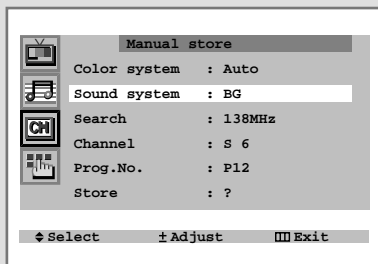 Manual store
Color system : Auto
Sound system : BG
Search : 138MHz
CH
Channel : S 6
Prog.No. : P12
Store : ?
Select ± Adjust Exit